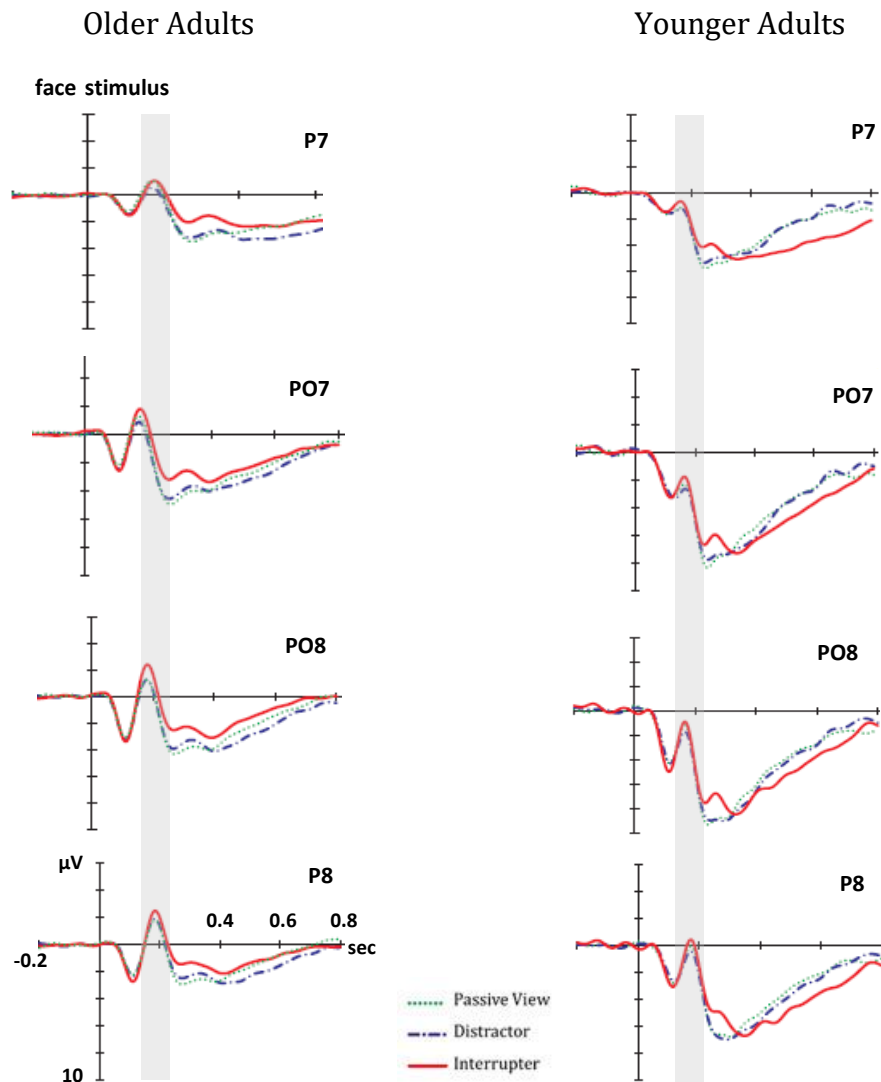 Older Adults
Younger Adults
face stimulus
P7
P7
PO7
PO7
PO8
PO8
µV
P8
P8
0.4 0.6 0.8
-0.2
sec
10
Passive View
Distractor
Interrupter